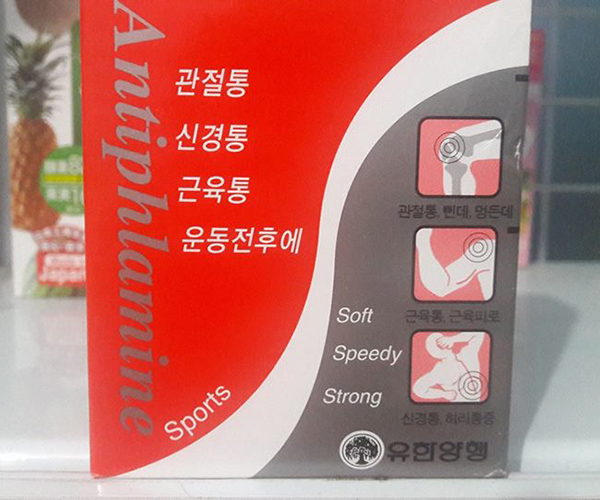 Antiphlamine
관절통
신경통
근육통
운동전후에
Sports
관절통, 삔데, 멍든데
근육통, 근육피로
신경통, 허리통증
Soft
Speedy
Strong
유한양행
Japan